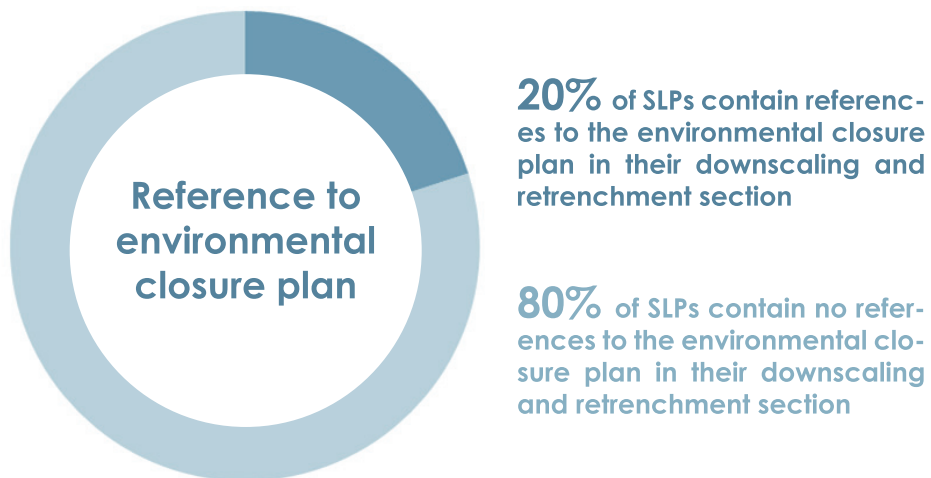 Reference to
environmental
closure plan
20% of SLPs contain referenc-
es to the environmental closure
plan in their downscaling and
retrenchment section
80% of SLPs contain no refer-
ences to the environmental clo-
sure plan in their downscaling
and retrenchment section